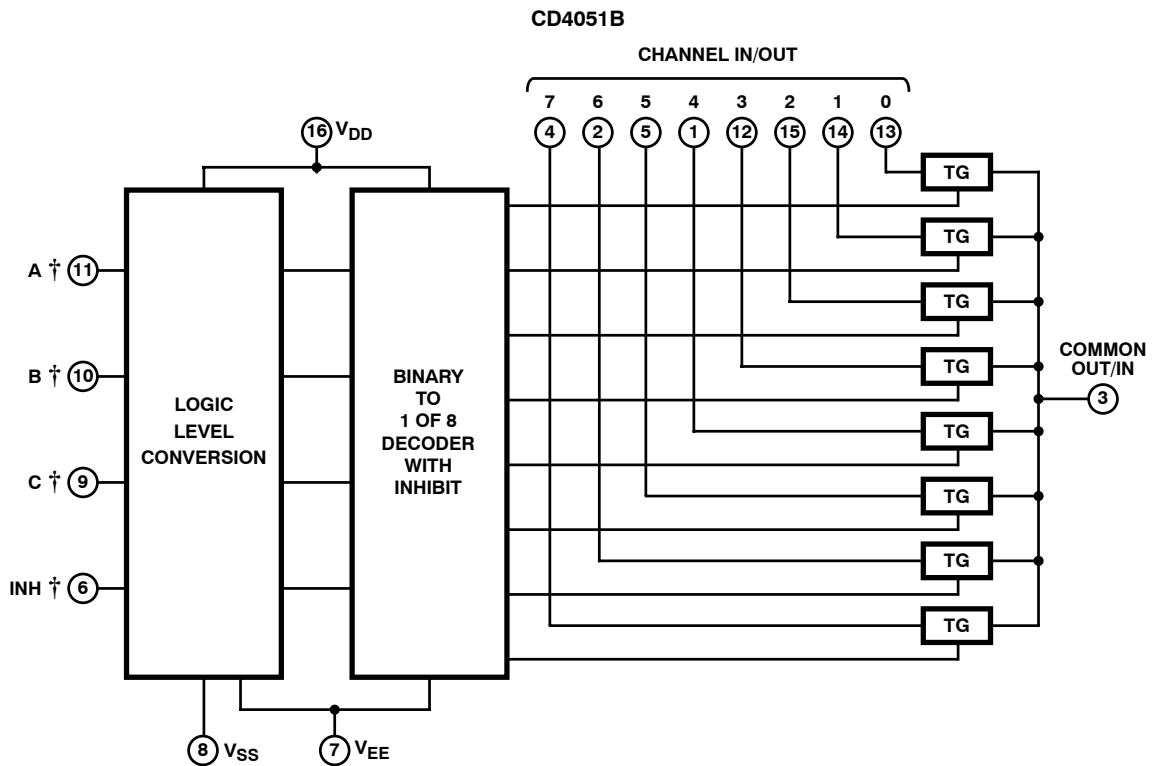 CD4051B
CHANNEL IN/OUT
7 6 5 4 3 2 1 0
4 2 5 1 12 15 14 13
16 VDD
TG
TG
TG
TG
TG
TG
TG
TG
A † 11
B † 10
C † 9
INH † 6
LOGIC
LEVEL
CONVERSION
BINARY
TO
1 OF 8
DECODER
WITH
INHIBIT
COMMON
OUT/IN
3
8 VSS
7 VEE